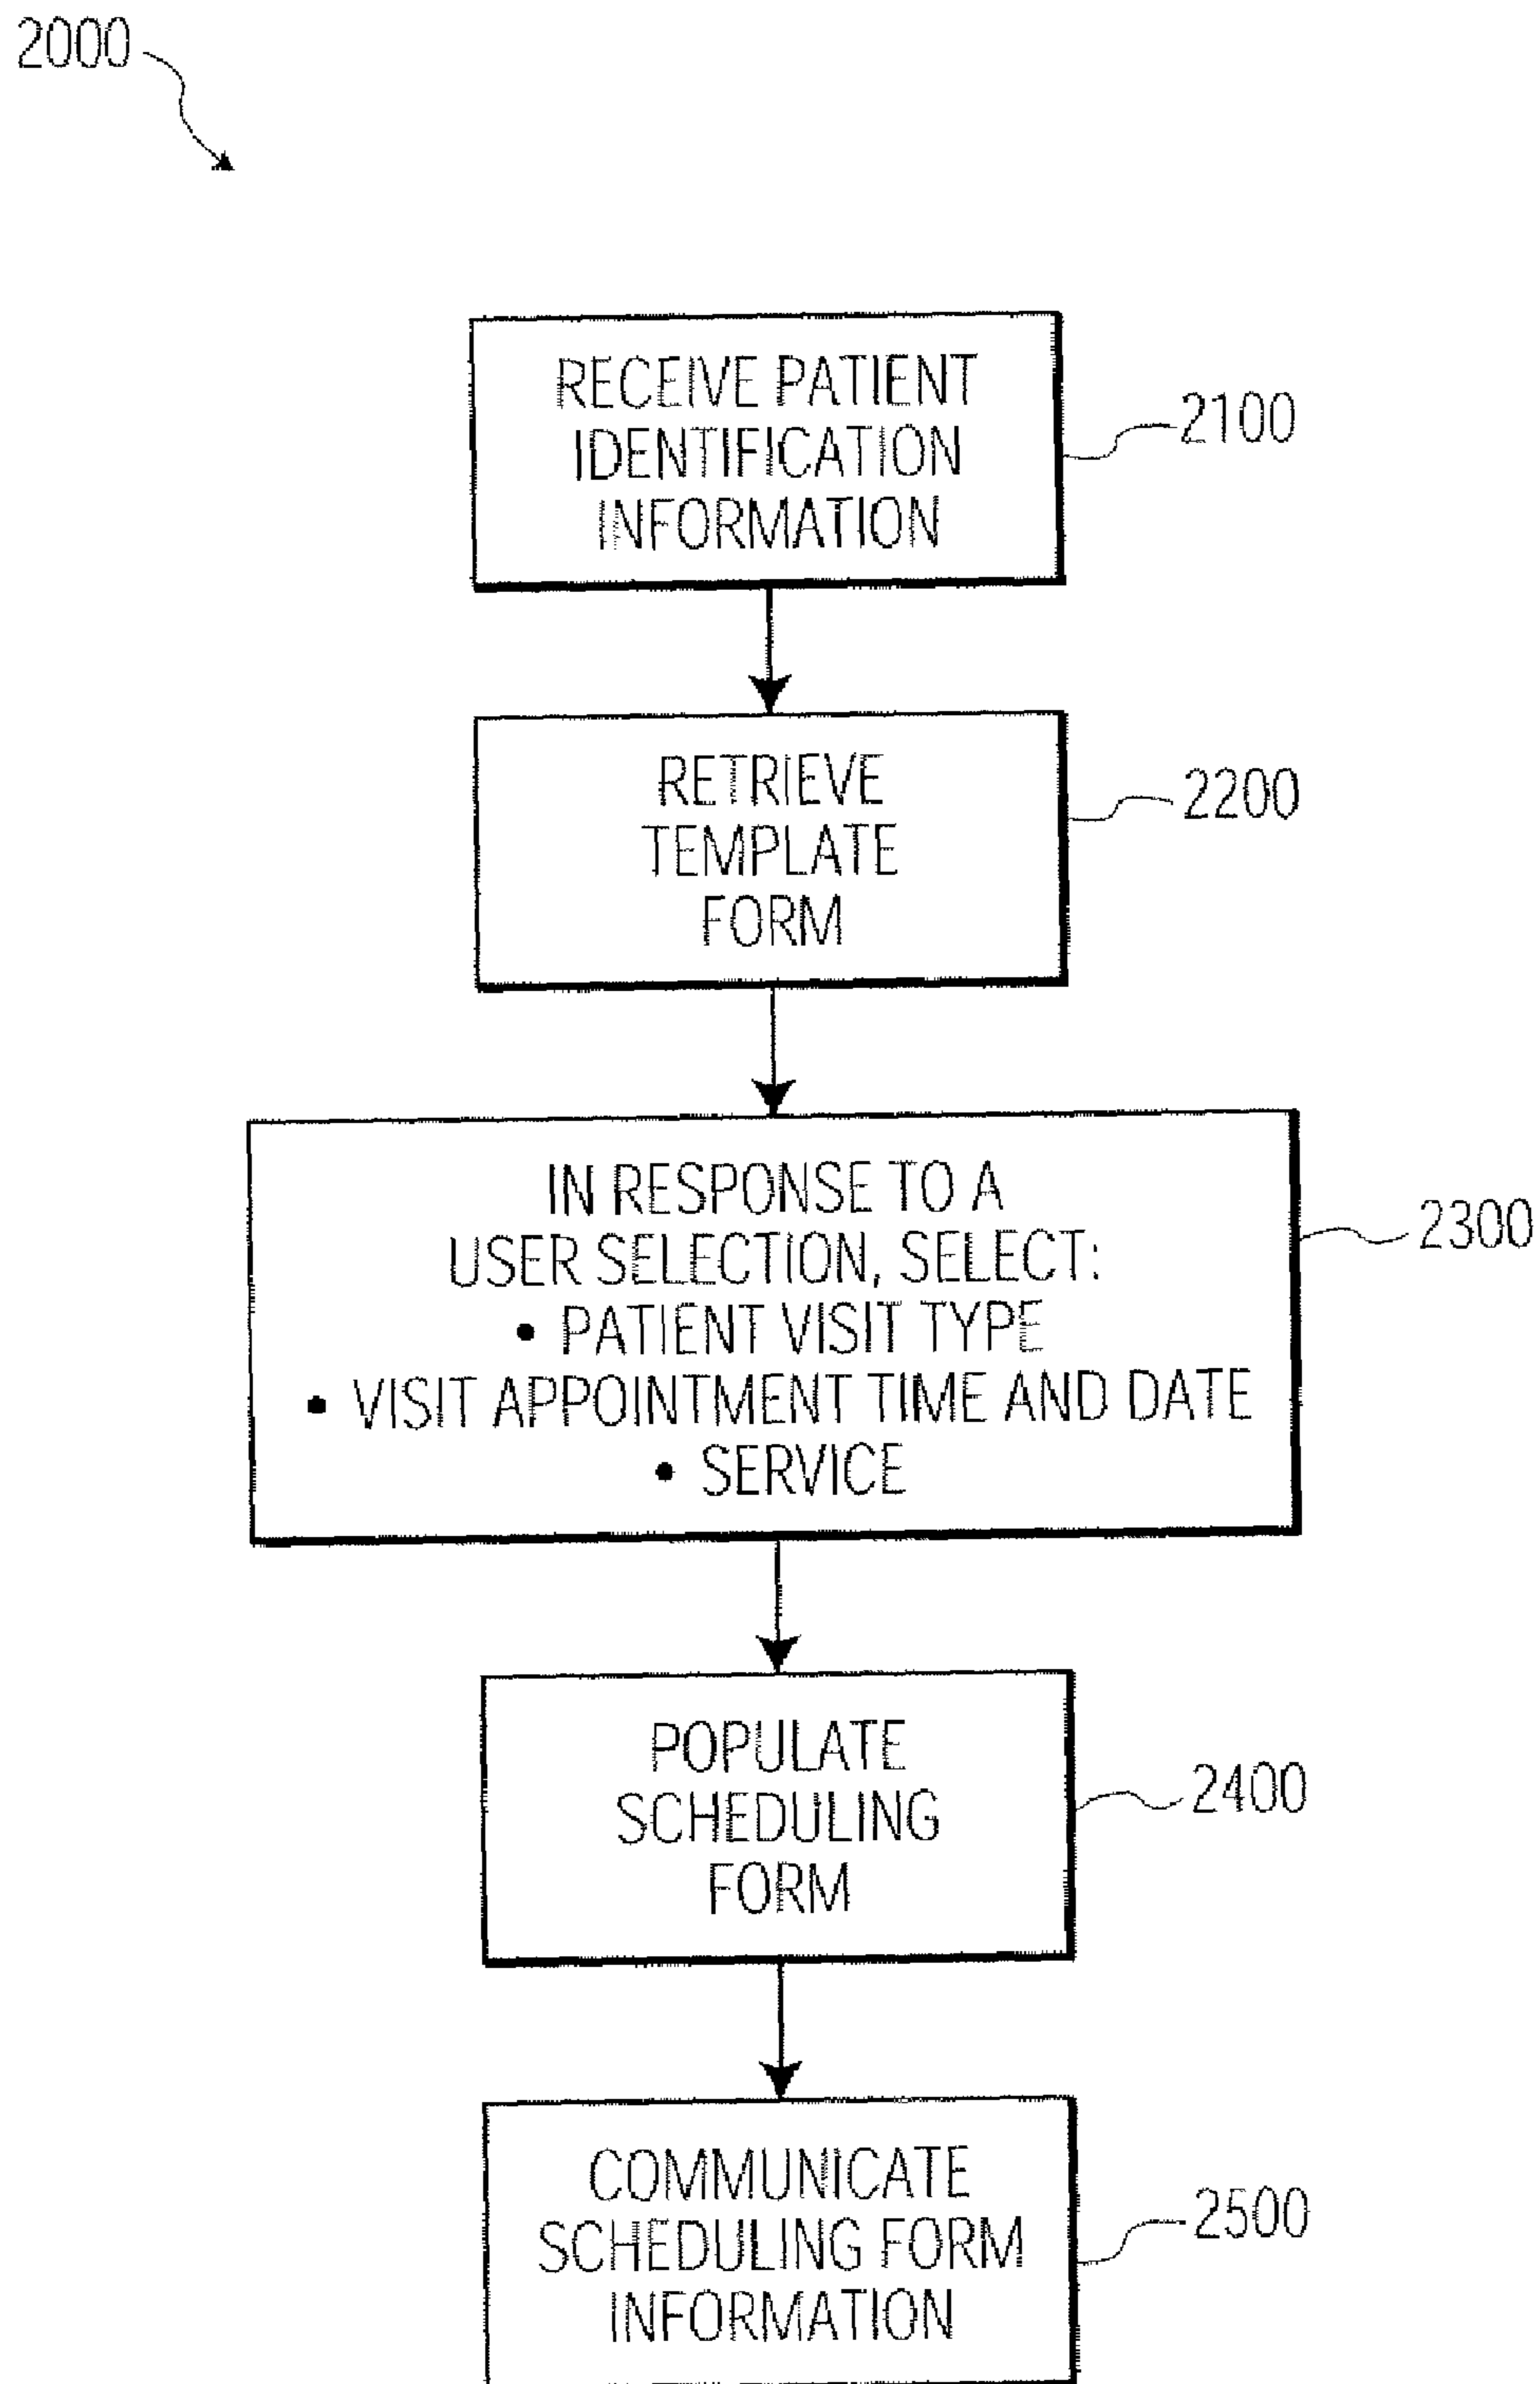 2000
RECEIVE PATIENT
IDENTIFICATION
INFORMATION
2100
RETRIEVE
TEMPLATE
FORM
2200
IN RESPONSE TO A
USER SELECTION, SELECT:
• PATIENT VISIT TYPE
• VISIT APPOINTMENT TIME AND DATE
• SERVICE
2300
POPULATE
SCHEDULING
FORM
2400
COMMUNICATE
SCHEDULING FORM
INFORMATION
2500